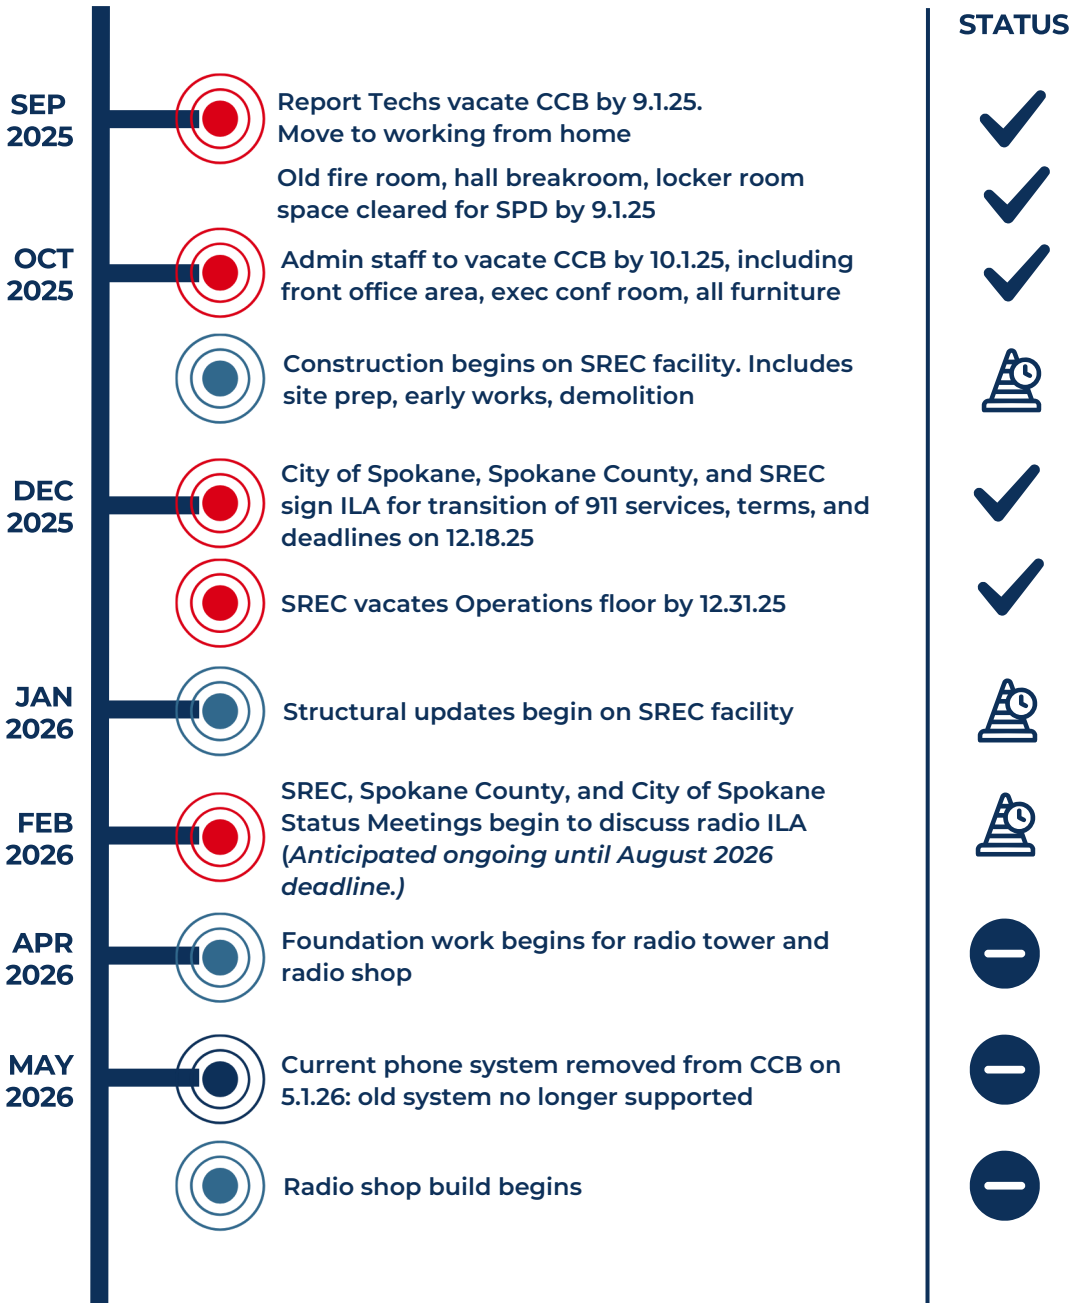 STATUS
SEP
2025
Report Techs vacate CCB by 9.1.25.
Move to working from home
Old fire room, hall breakroom, locker room
space cleared for SPD by 9.1.25
OCT
2025
Admin staff to vacate CCB by 10.1.25, including
front office area, exec conf room, all furniture
Construction begins on SREC facility. Includes
site prep, early works, demolition
DEC
2025
City of Spokane, Spokane County, and SREC
sign ILA for transition of 911 services, terms, and
deadlines on 12.18.25
SREC vacates Operations floor by 12.31.25
JAN
2026
Structural updates begin on SREC facility
FEB
2026
SREC, Spokane County, and City of Spokane
Status Meetings begin to discuss radio ILA
(Anticipated ongoing until August 2026
deadline.)
APR
2026
Foundation work begins for radio tower and
radio shop
MAY
2026
Current phone system removed from CCB on
5.1.26: old system no longer supported
Radio shop build begins